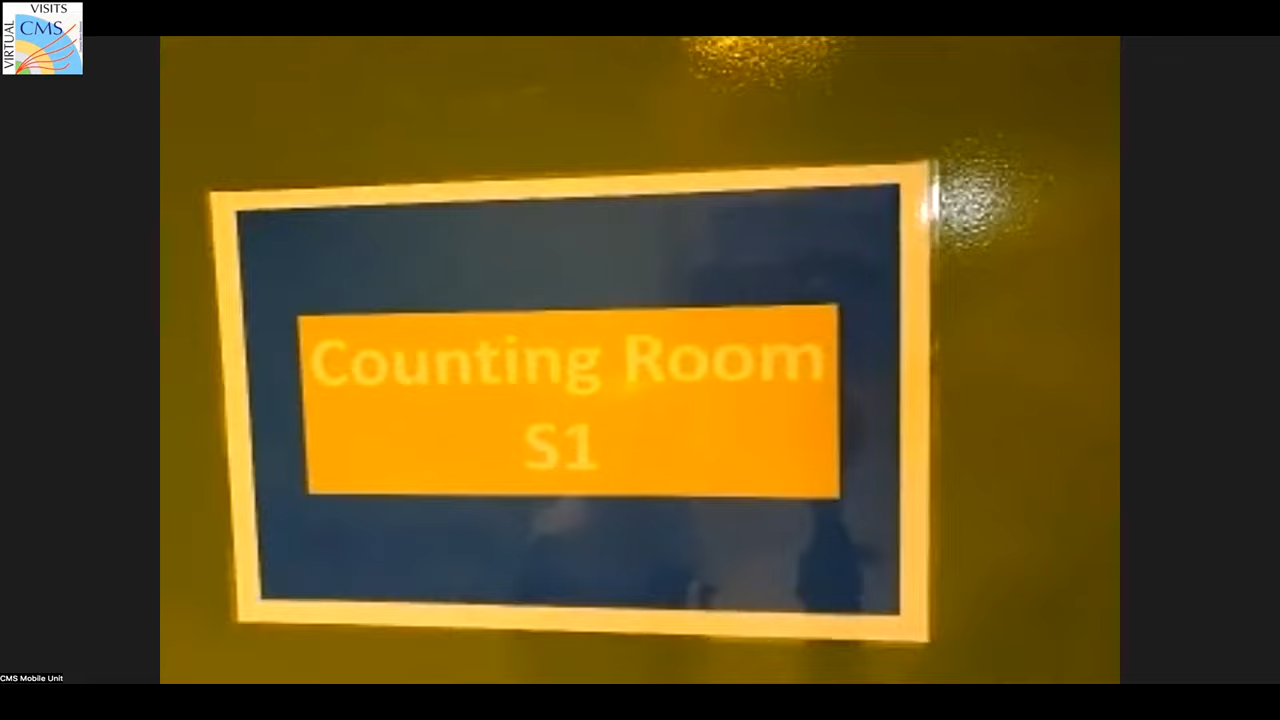 VISITS
VIRTUAL
CMS
Counting Room
S1
CMS Mobile Unit